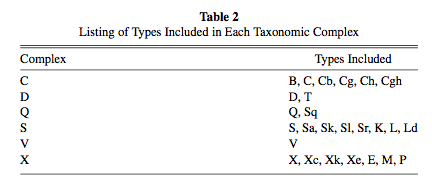 Table 2
Listing of Types Included in Each Taxonomic Complex
Complex Types Included
C B, C, Cb, Cg, Ch, Cgh
D D, T
Q Q, Sq
S S, Sa, Sk, Sl, Sr, K, L, Ld
V V
X X, Xc, Xk, Xe, E, M, P